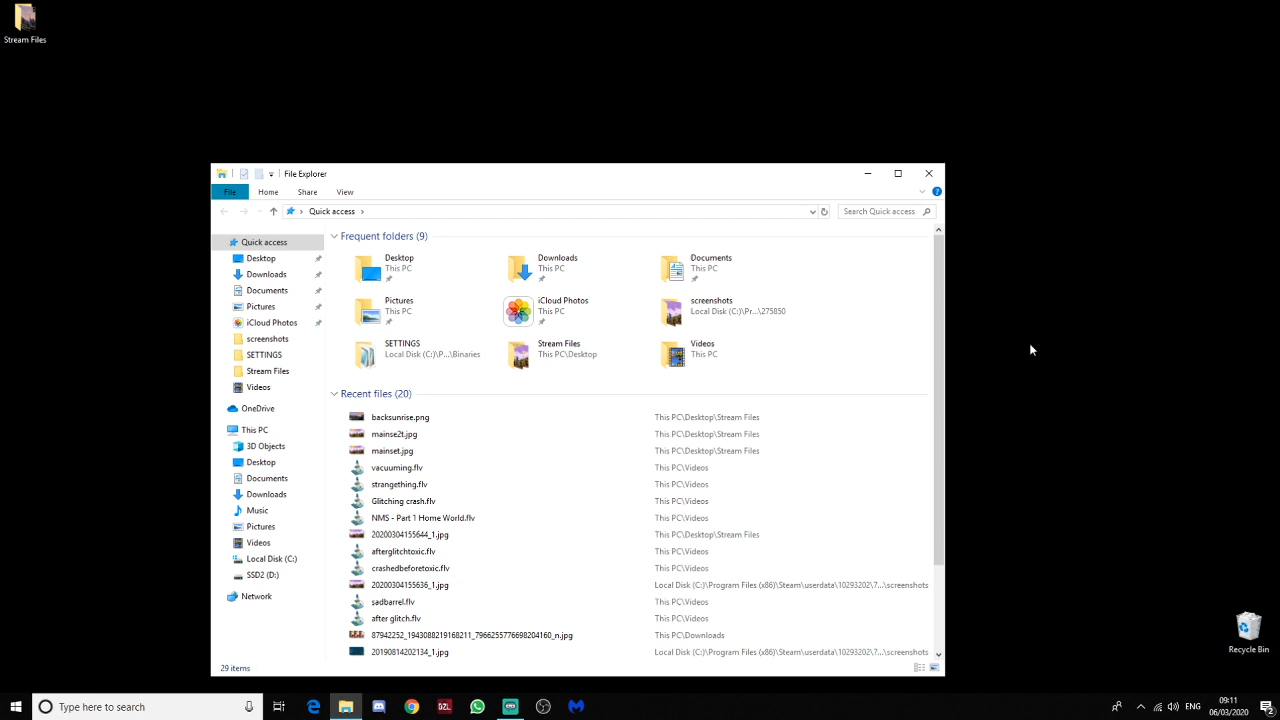 Stream Files
File Explorer
File Home Share View
Quick access
Search Quick access
Quick access
Desktop
Downloads
Documents
Pictures
iCloud Photos
screenshots
SETTINGS
Stream Files
Videos
OneDrive
This PC
3D Objects
Desktop
Documents
Downloads
Music
Pictures
Videos
Local Disk (C:)
SSD2 (D:)
Network
Frequent folders (9)
Desktop
This PC
Downloads
This PC
Documents
This PC
Pictures
This PC
iCloud Photos
This PC
screenshots
Local Disk (C:)\Pr...\275850
SETTINGS
Local Disk (C:)\P...\Binaries
Stream Files
This PC\Desktop
Videos
This PC
Recent files (20)
backsunrise.png This PC\Desktop\Stream Files
mainse2t.jpg This PC\Desktop\Stream Files
mainset.jpg This PC\Desktop\Stream Files
vacuuming.flv This PC\Videos
strangething.flv This PC\Videos
Glitching crash.flv This PC\Videos
NMS - Part 1 Home World.flv This PC\Videos
20200304155644_1.jpg This PC\Desktop\Stream Files
afterglitchtoxic.flv This PC\Videos
crashedbeforetoxic.flv This PC\Videos
20200304155636_1.jpg Local Disk (C:)\Program Files (x86)\Steam\userdata\10293202\7...\screenshots
sadbarrel.flv This PC\Videos
after glitch.flv This PC\Videos
87942252_1943088219168211_7966255776698204160_n.jpg This PC\Downloads
20190814202134_1.jpg Local Disk (C:)\Program Files (x86)\Steam\userdata\10293202\7...\screenshots
29 items
Recycle Bin
Type here to search
DZL
ENG
09:11
06/03/2020
2